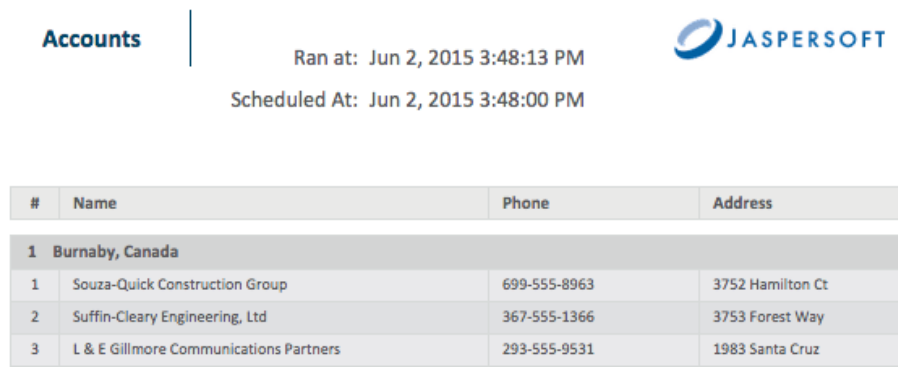 Accounts
Ran at: Jun 2, 2015 3:48:13 PM
JASPERSOFT
Scheduled At: Jun 2, 2015 3:48:00 PM
# Name Phone Address
1 Burnaby, Canada
1 Souza-Quick Construction Group 699-555-8963 3752 Hamilton Ct
2 Suffin-Cleary Engineering, Ltd 367-555-1366 3753 Forest Way
3 L & E Gillmore Communications Partners 293-555-9531 1983 Santa Cruz